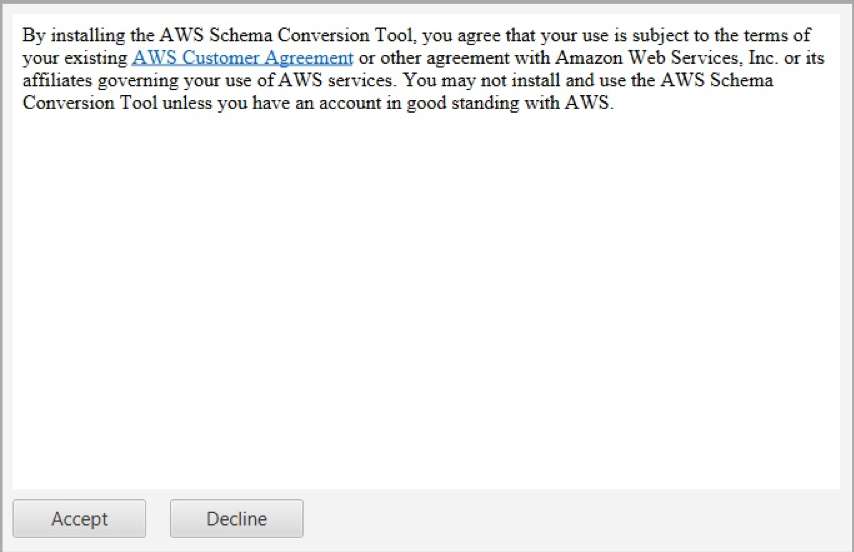 By installing the AWS Schema Conversion Tool, you agree that your use is subject to the terms of
your existing AWS Customer Agreement or other agreement with Amazon Web Services, Inc. or its
affiliates governing your use of AWS services. You may not install and use the AWS Schema
Conversion Tool unless you have an account in good standing with AWS.
Accept Decline